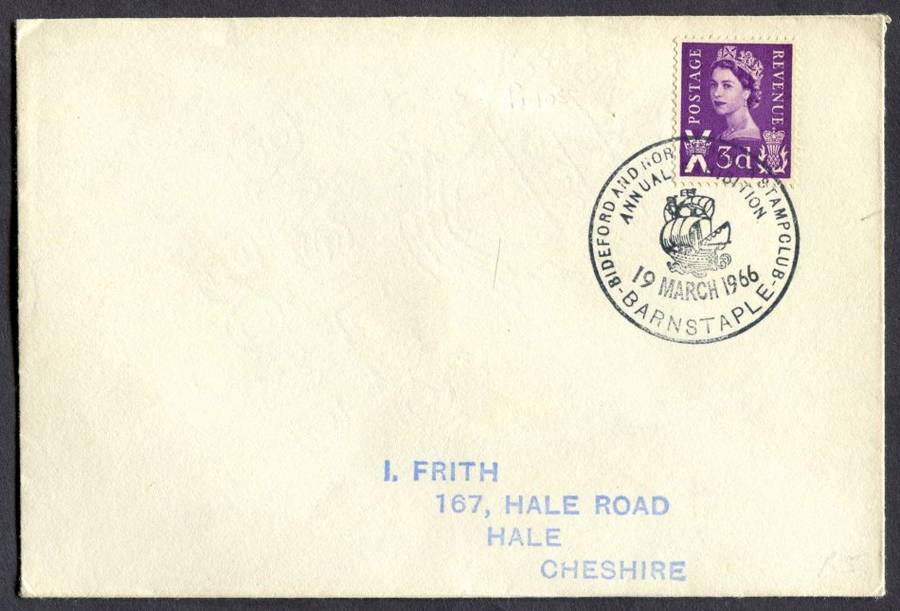 POSTAGE
REVENUE
3d
BIDEFORD AND STAMP CLUB
ANNUAL
19 MARCH 1966
- BARNSTAPLE -
I. FRITH
167, HALE ROAD
HALE
CHESHIRE